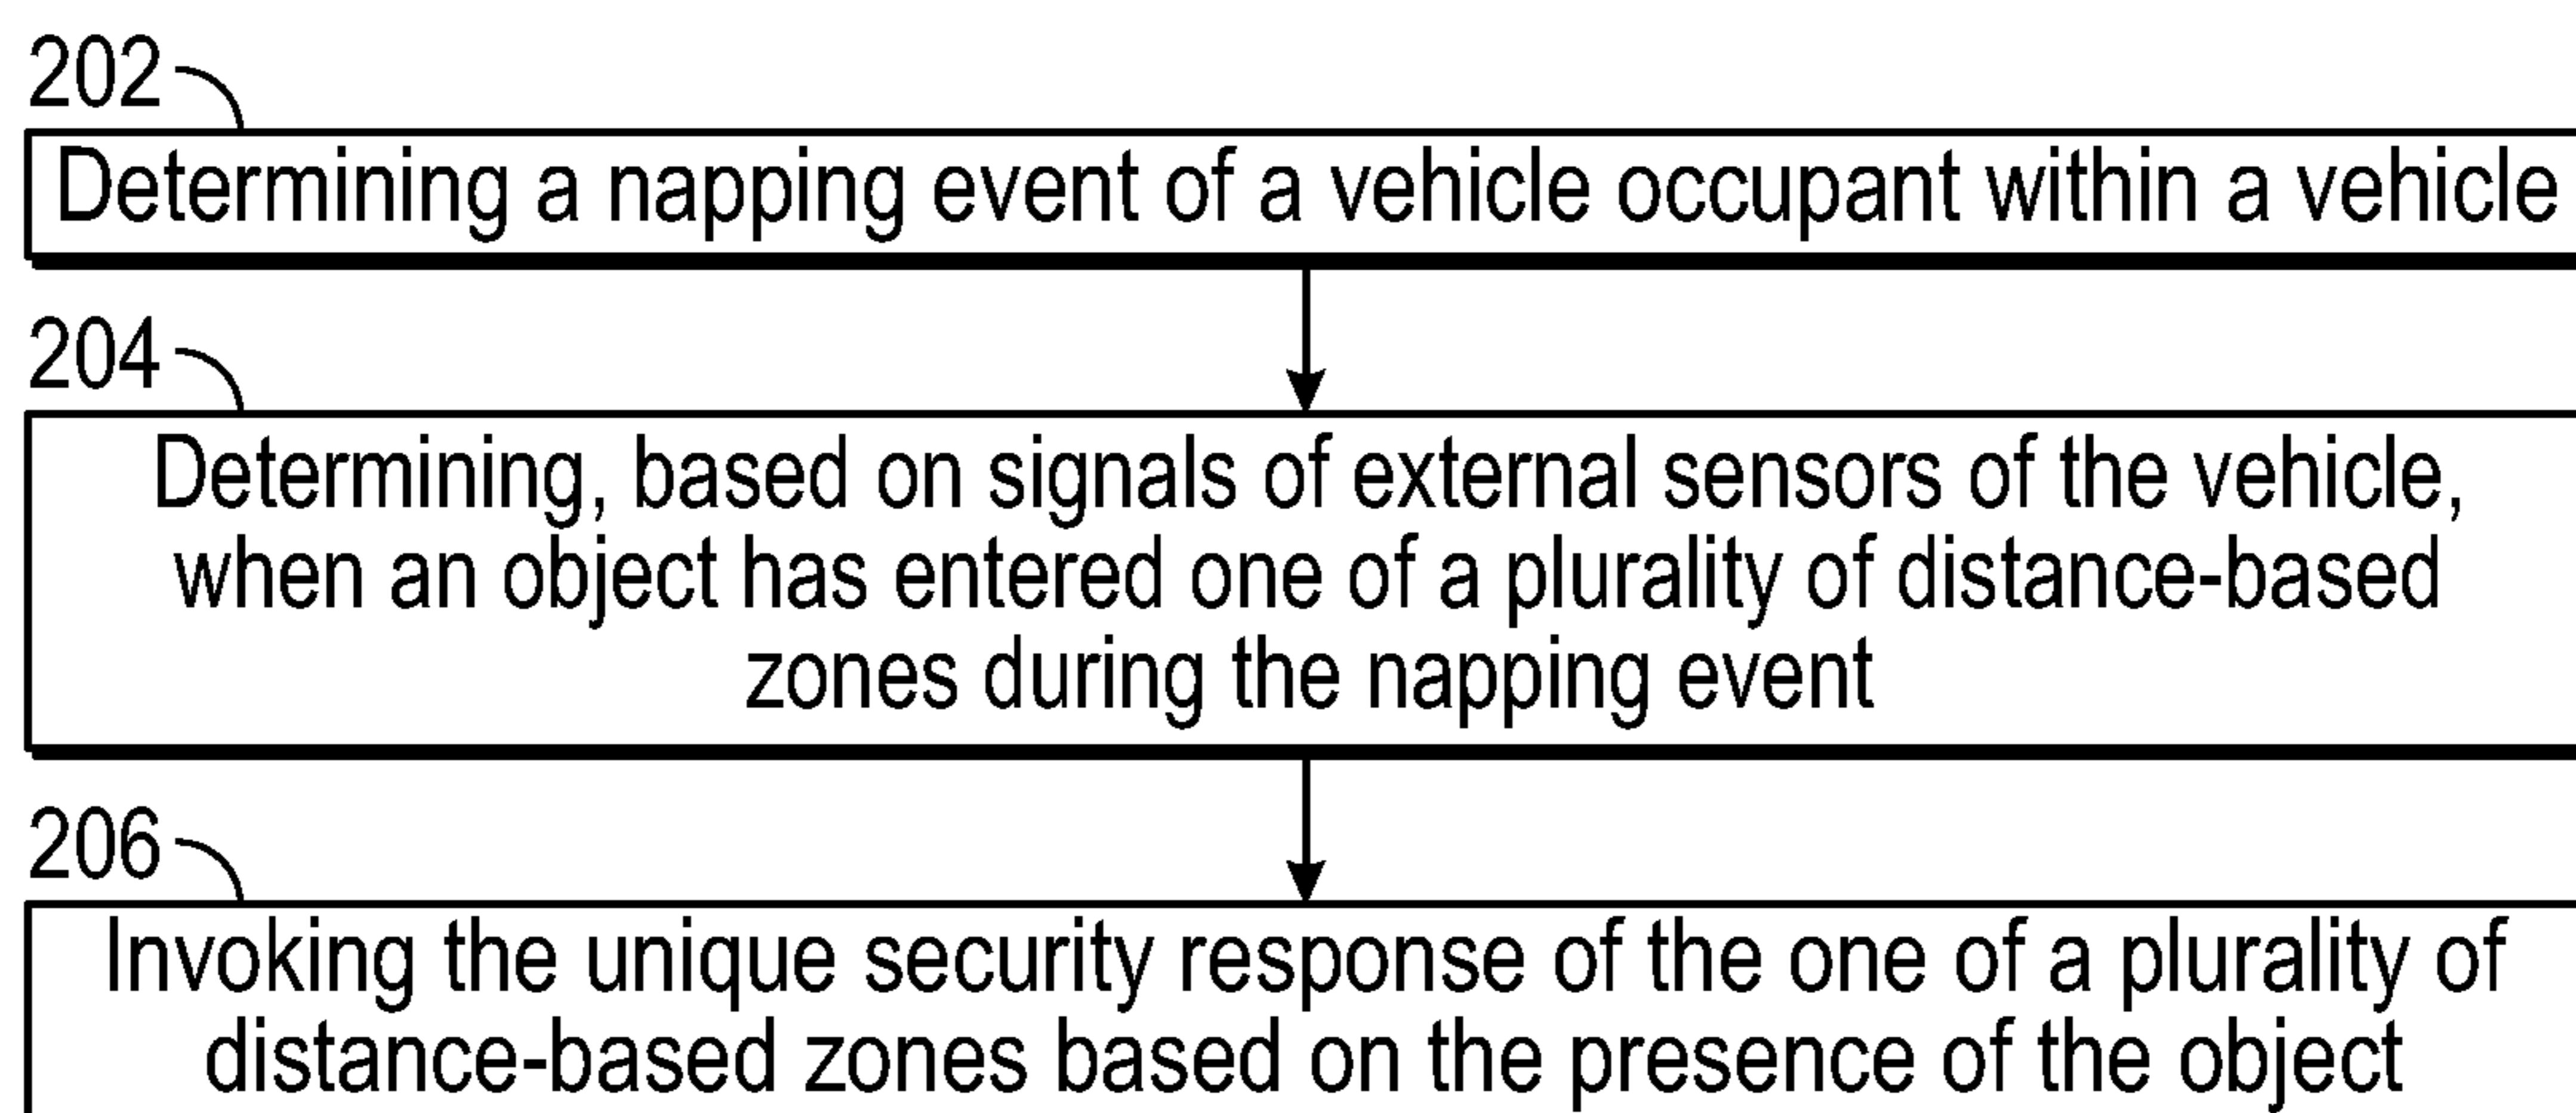 202
Determining a napping event of a vehicle occupant within a vehicle
204
Determining, based on signals of external sensors of the vehicle,
when an object has entered one of a plurality of distance-based
zones during the napping event
206
Invoking the unique security response of the one of a plurality of
distance-based zones based on the presence of the object